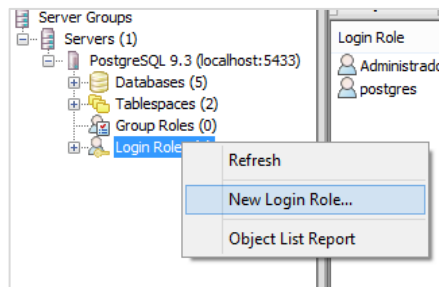 Server Groups
Servers (1)
PostgreSQL 9.3 (localhost:5433)
Databases (5)
Tablespaces (2)
Group Roles (0)
Login Role
Refresh
New Login Role...
Object List Report
Login Role
Administrado
postgres